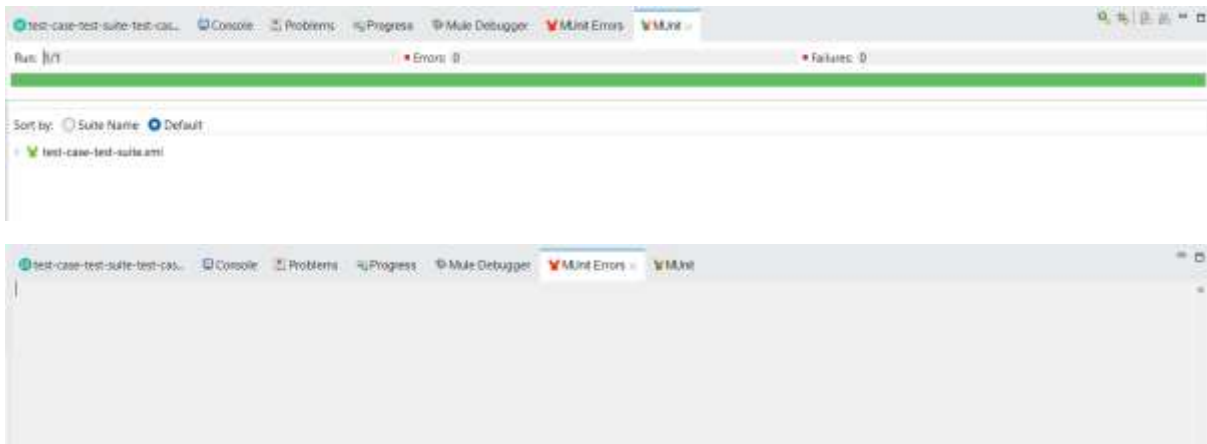 test-case-test-suite-test-cas... Console Problems Progress Mule Debugger MUnit Errors MUnit
Run: 1/1 Errors: 0 Failures: 0
Sort by: Suite Name Default
test-case-test-suite.xml
test-case-test-suite-test-cas... Console Problems Progress Mule Debugger MUnit Errors MUnit